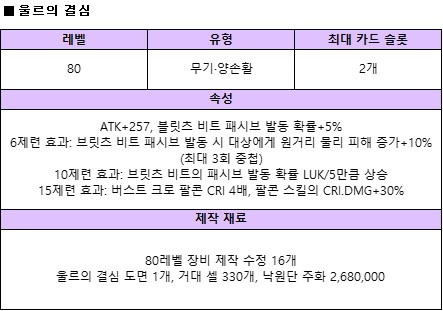 ■ 울르의 결심
레벨 유형 최대 카드 슬롯
80 무기·양손활 2개
속성
ATK+257, 블릿츠 비트 패시브 발동 확률+5%
6제련 효과: 브릿츠 비트 패시브 발동 시 대상에게 원거리 물리 피해 증가+10%
(최대 3회 중첩)
10제련 효과: 브릿츠 비트의 패시브 발동 확률 LUK/5만큼 상승
15제련 효과: 버스트 크로 팔콘 CRI 4배, 팔콘 스킬의 CRI.DMG+30%
제작 재료
80레벨 장비 제작 수정 16개
울르의 결심 도면 1개, 거대 셀 330개, 낙원단 주화 2,680,000